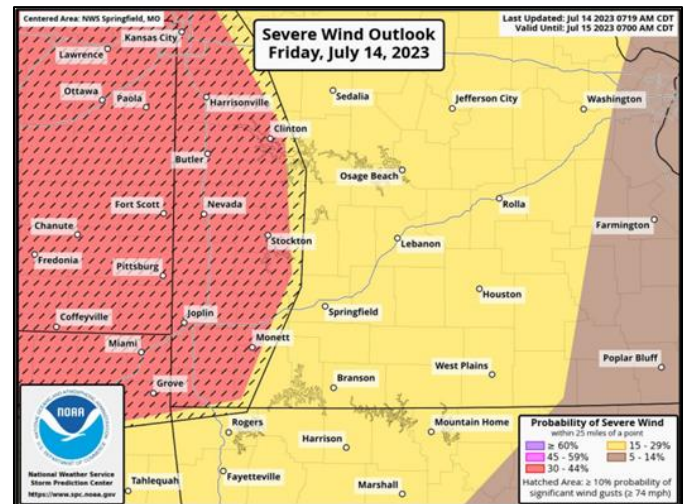 Centered Area: NWS Springfield, MO
Severe Wind Outlook
Friday, July 14, 2023
Last Updated: Jul 14 2023 0719 AM CDT
Valid Until: Jul 15 2023 0700 AM CDT
Kansas City
Lawrence
Ottawa
Paola
Harrisonville
Sedalia
Jefferson City
Washington
Clinton
Butler
Osage Beach
Fort Scott
Nevada
Rolla
Chanute
Stockton
Lebanon
Farmington
Fredonia
Pittsburg
Houston
Coffeyville
Joplin
Springfield
Miami
Monett
West Plains
Poplar Bluff
Grove
Branson
Rogers
Mountain Home
Harrison
Tahlequah
Fayetteville
Marshall
NOAA
National Weather Service
Storm Prediction Center
https://www.spc.noaa.gov
Probability of Severe Wind
within 25 miles of a point
≥ 60% 15 - 29%
45 - 59% 5 - 14%
30 - 44%
Hatched Area: ≥ 10% probability of
significant wind gusts (≥ 74 mph)